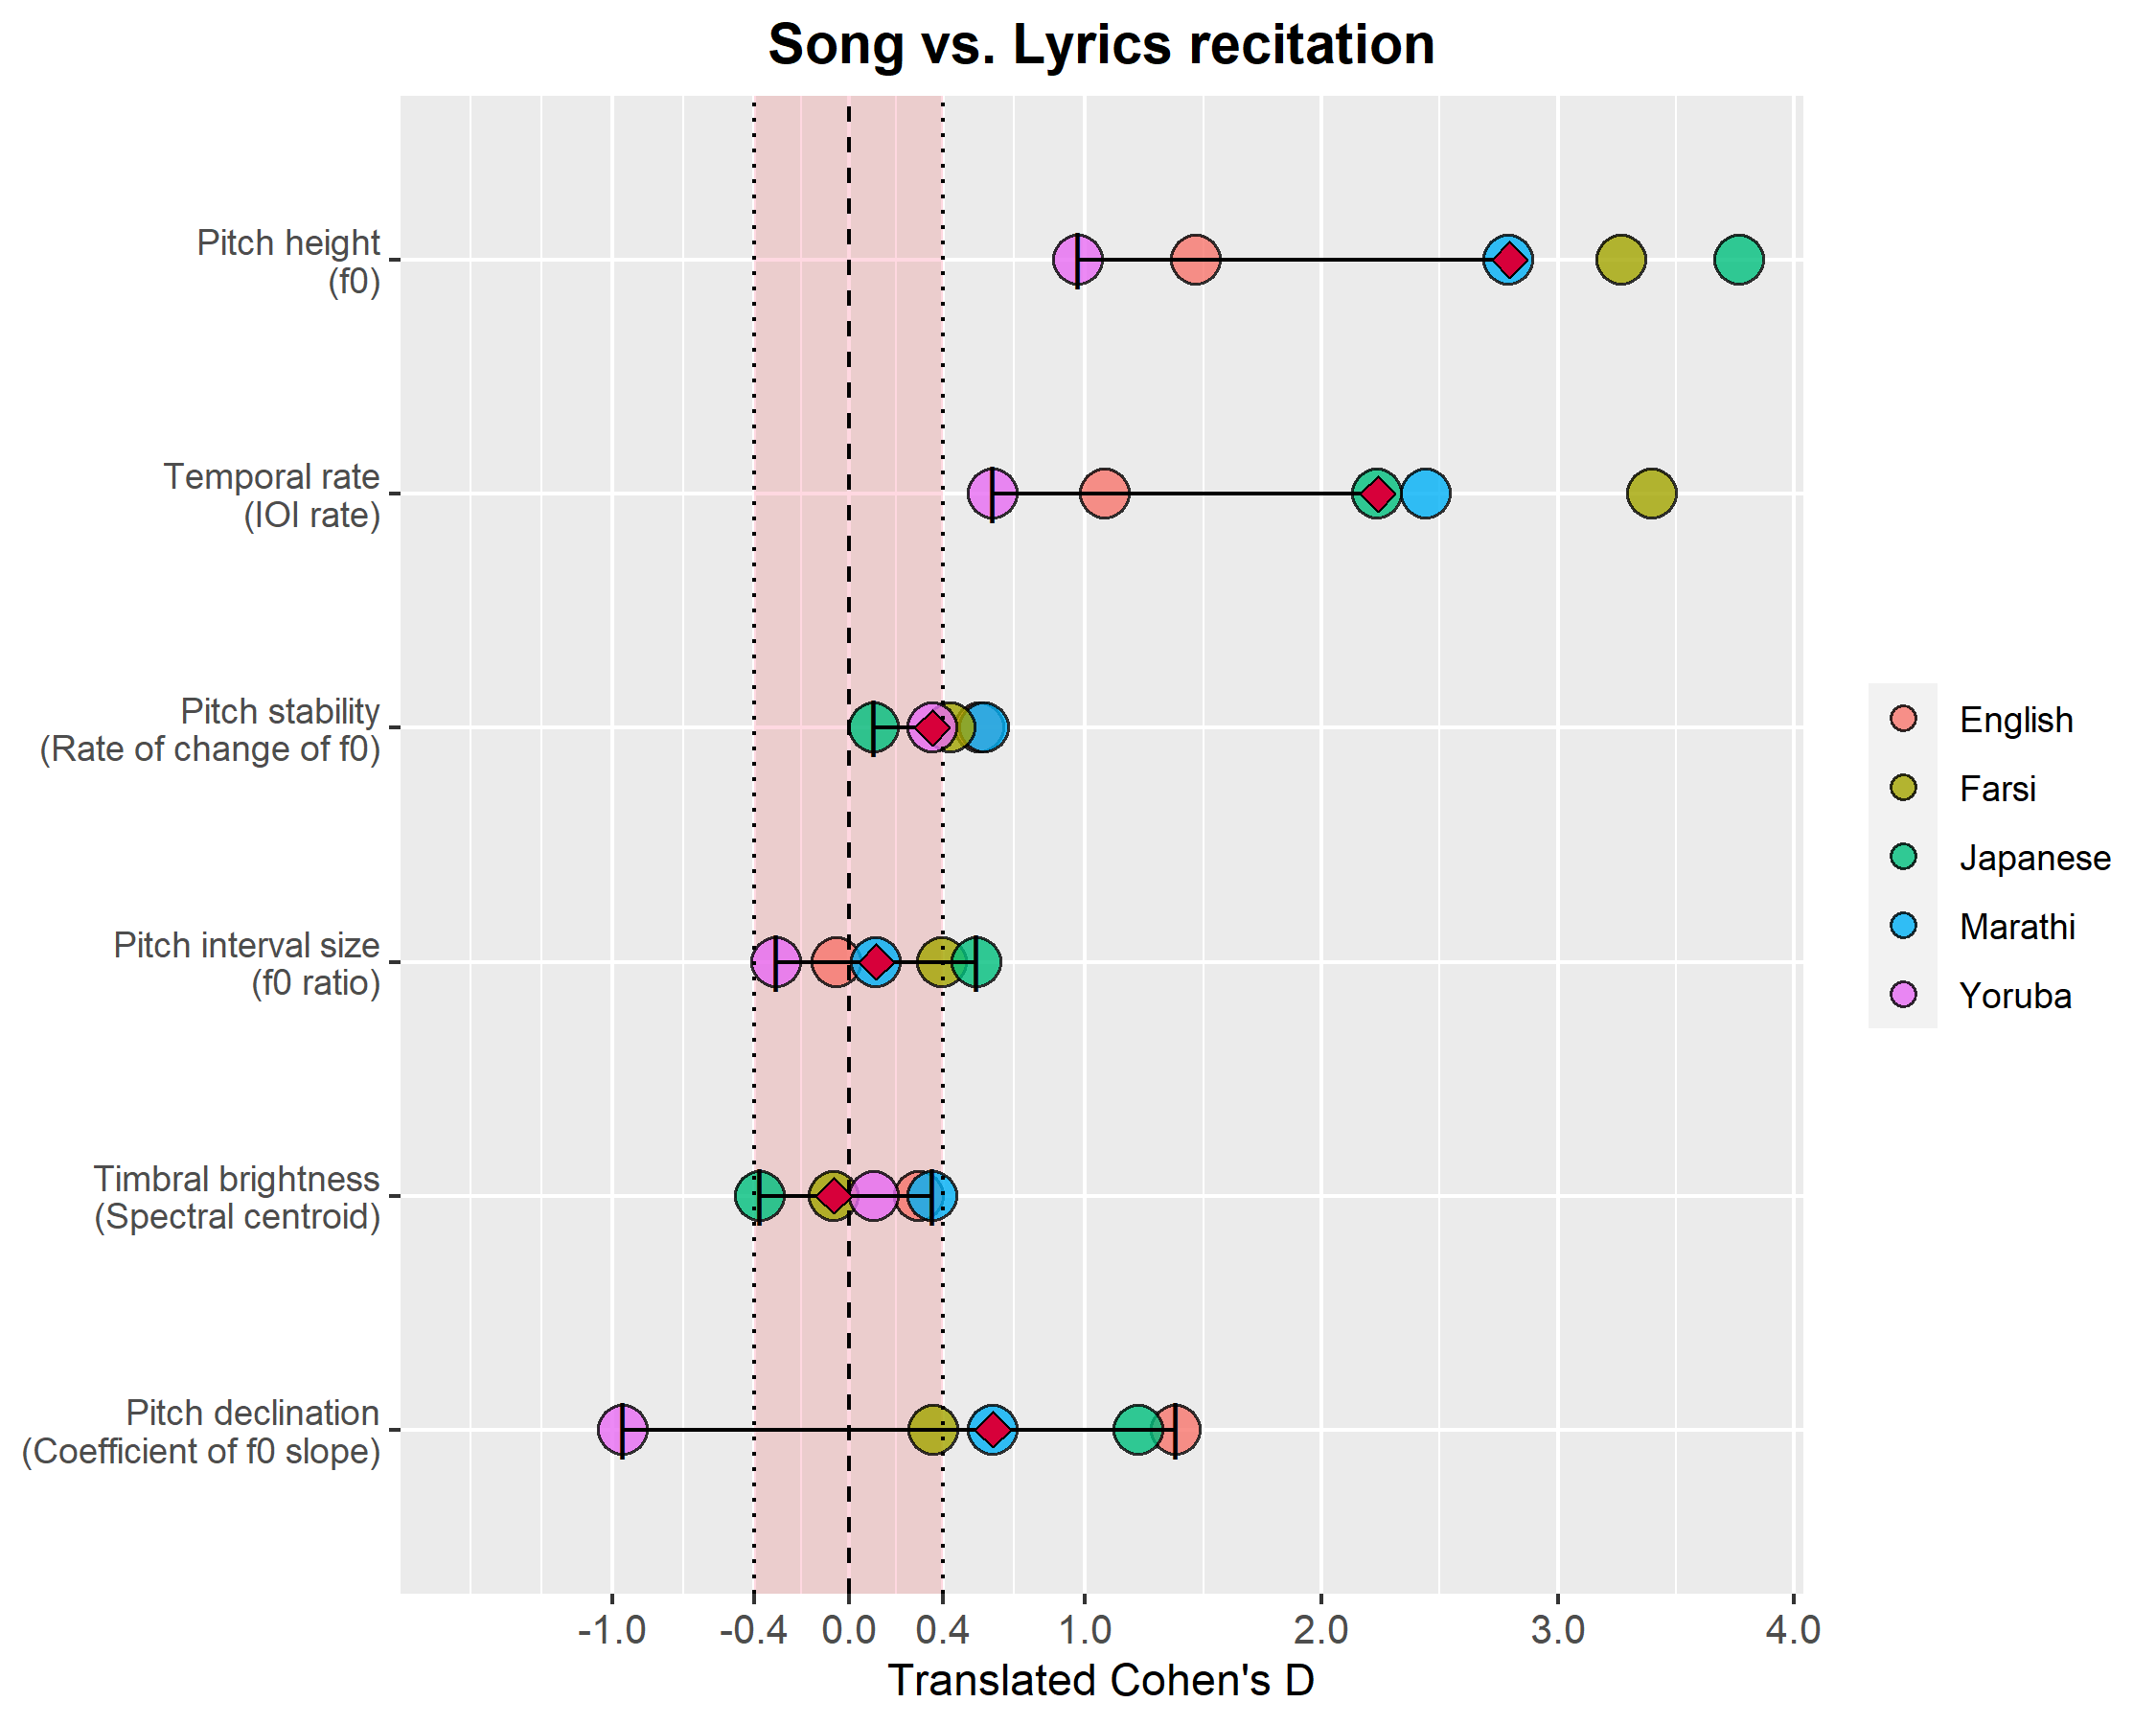 Song vs. Lyrics recitation
Pitch height
(f0)
Temporal rate
(IOI rate)
Pitch stability
(Rate of change of f0)
Pitch interval size
(f0 ratio)
Timbral brightness
(Spectral centroid)
Pitch declination
(Coefficient of f0 slope)
-1.0 -0.4 0.0 0.4 1.0 2.0 3.0 4.0
Translated Cohen's D
English
Farsi
Japanese
Marathi
Yoruba